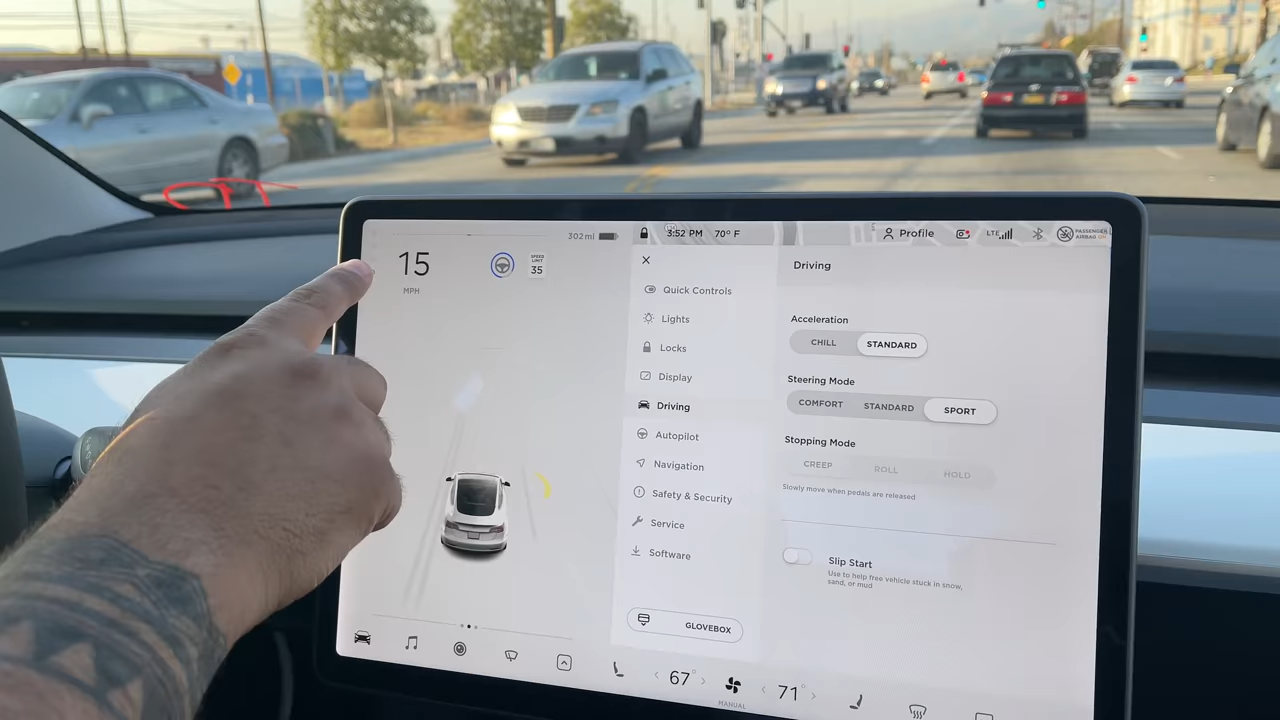 302 mi
3:52 PM
70° F
Profile
LTE
PASSENGER
AIRBAG ON
15
MPH
SPEED
LIMIT
35
Quick Controls
Lights
Locks
Display
Driving
Autopilot
Navigation
Safety & Security
Service
Software
GLOVEBOX
Driving
Acceleration
CHILL
STANDARD
Steering Mode
COMFORT
STANDARD
SPORT
Stopping Mode
CREEP
ROLL
HOLD
Slowly move when pedals are released
Slip Start
Use to help free vehicle stuck in snow,
sand, or mud
67°
MANUAL
71°